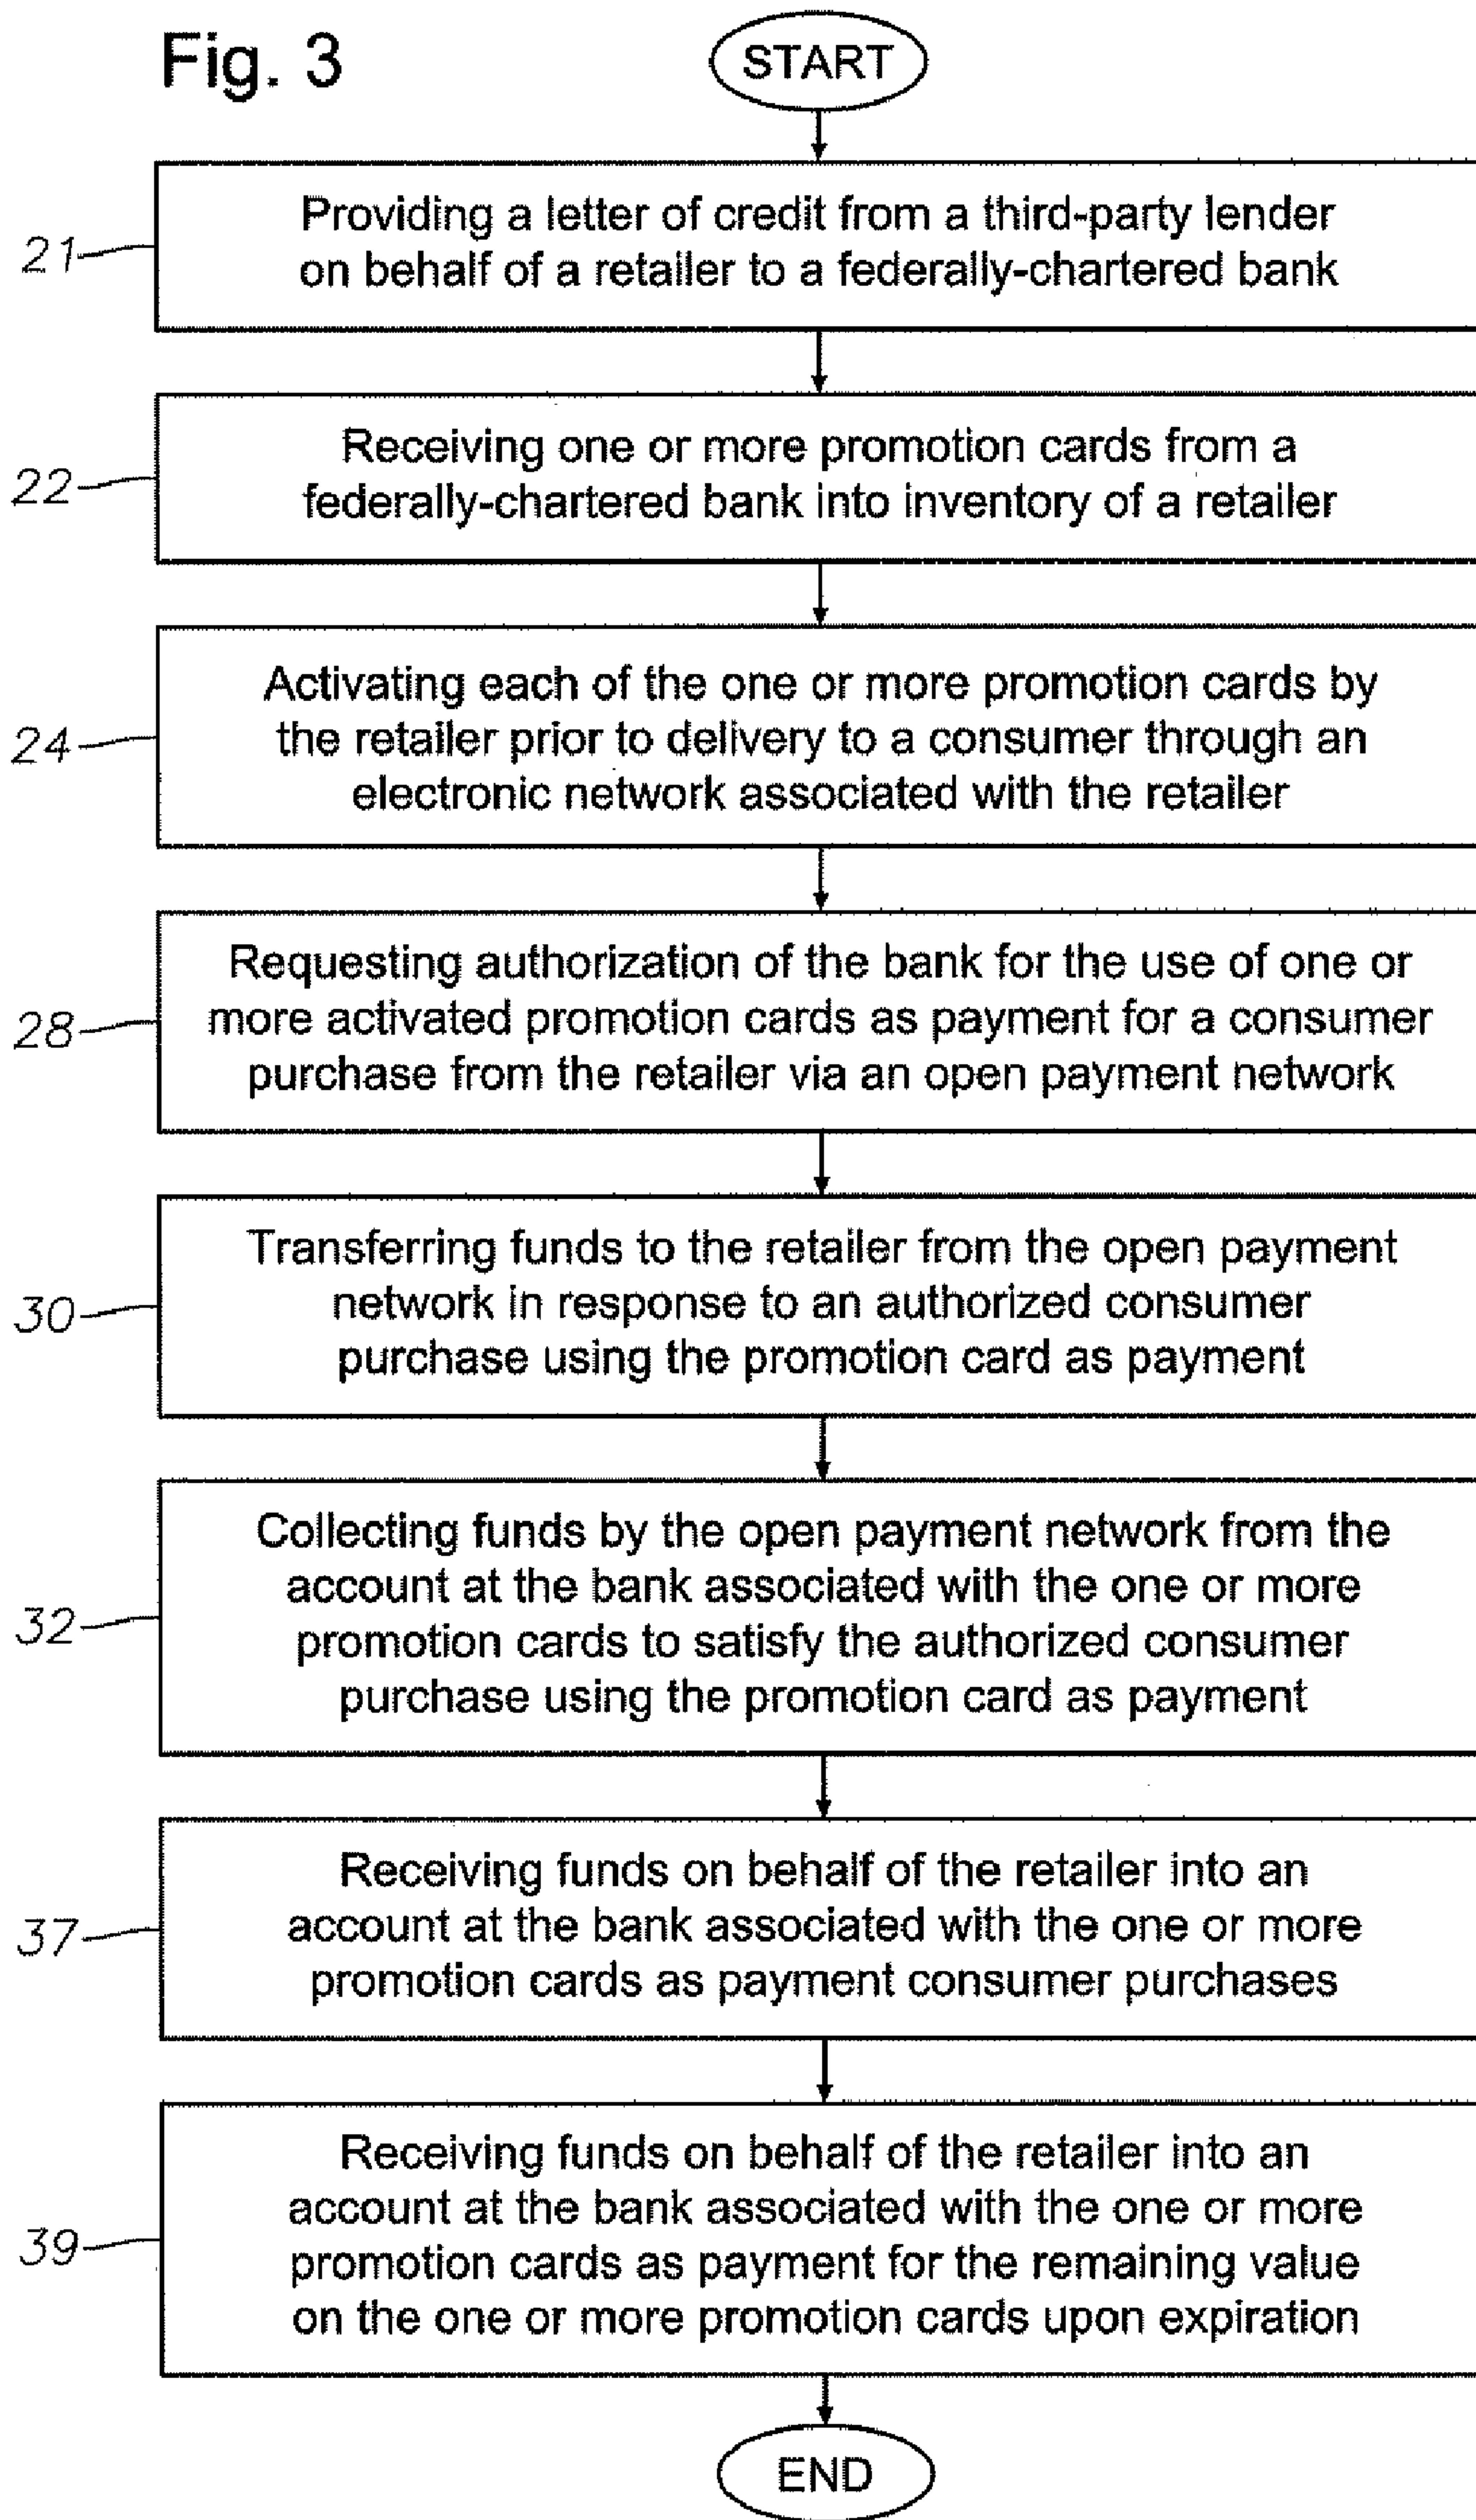 Fig. 3
START
21
Providing a letter of credit from a third-party lender
on behalf of a retailer to a federally-chartered bank
22
Receiving one or more promotion cards from a
federally-chartered bank into inventory of a retailer
24
Activating each of the one or more promotion cards by
the retailer prior to delivery to a consumer through an
electronic network associated with the retailer
28
Requesting authorization of the bank for the use of one or
more activated promotion cards as payment for a consumer
purchase from the retailer via an open payment network
30
Transferring funds to the retailer from the open payment
network in response to an authorized consumer
purchase using the promotion card as payment
32
Collecting funds by the open payment network from the
account at the bank associated with the one or more
promotion cards to satisfy the authorized consumer
purchase using the promotion card as payment
37
Receiving funds on behalf of the retailer into an
account at the bank associated with the one or more
promotion cards as payment consumer purchases
39
Receiving funds on behalf of the retailer into an
account at the bank associated with the one or more
promotion cards as payment for the remaining value
on the one or more promotion cards upon expiration
END